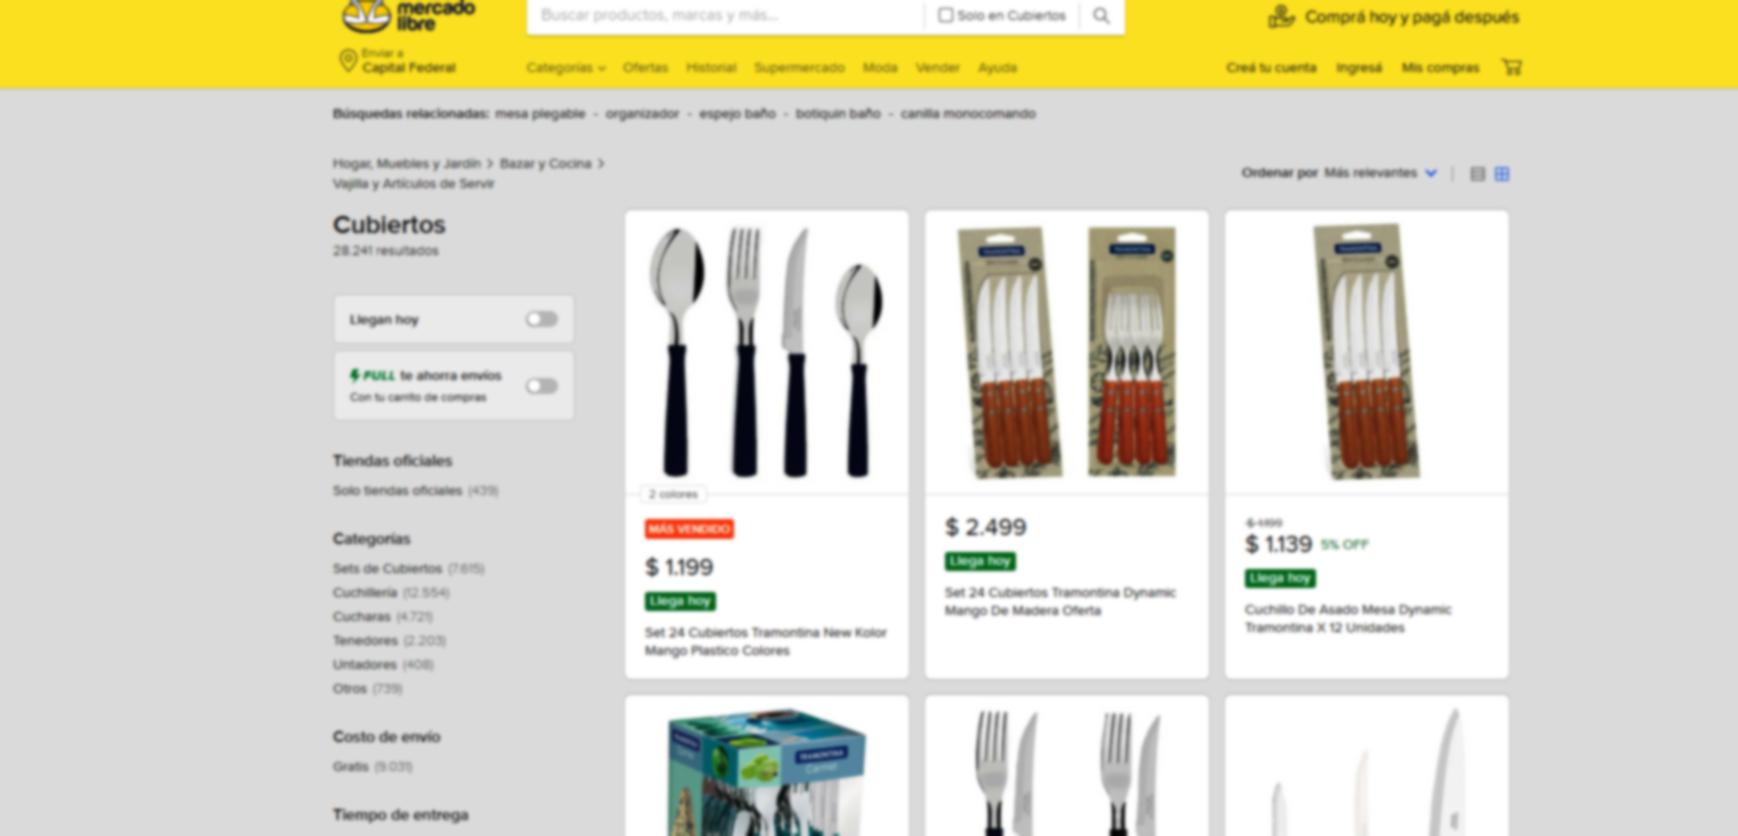 mercado
libre
Buscar productos, marcas y más...
Solo en Cubiertos
Comprá hoy y pagá después
Enviar a
Capital Federal
Categorías
Ofertas
Historial
Supermercado
Moda
Vender
Ayuda
Creá tu cuenta
Ingresá
Mis compras
Búsquedas relacionadas: mesa plegable - organizador - espejo baño - botiquin baño - canilla monocomando
Hogar, Muebles y Jardín > Bazar y Cocina >
Vajilla y Artículos de Servir
Ordenar por Más relevantes
Cubiertos
28.241 resultados
Llegan hoy
FULL te ahorra envíos
Con tu carrito de compras
Tiendas oficiales
Solo tiendas oficiales (439)
Categorías
Sets de Cubiertos (7.615)
Cuchillería (12.554)
Cucharas (4.721)
Tenedores (2.203)
Untadores (408)
Otros (739)
Costo de envío
Gratis (9.031)
Tiempo de entrega
2 colores
MÁS VENDIDO
$ 1.199
Llega hoy
Set 24 Cubiertos Tramontina New Kolor
Mango Plastico Colores
TRAMONTINA
TRAMONTINA
$ 2.499
Llega hoy
Set 24 Cubiertos Tramontina Dynamic
Mango De Madera Oferta
TRAMONTINA
$ 1.199
$ 1.139 5% OFF
Llega hoy
Cuchillo De Asado Mesa Dynamic
Tramontina X 12 Unidades
TRAMONTINA